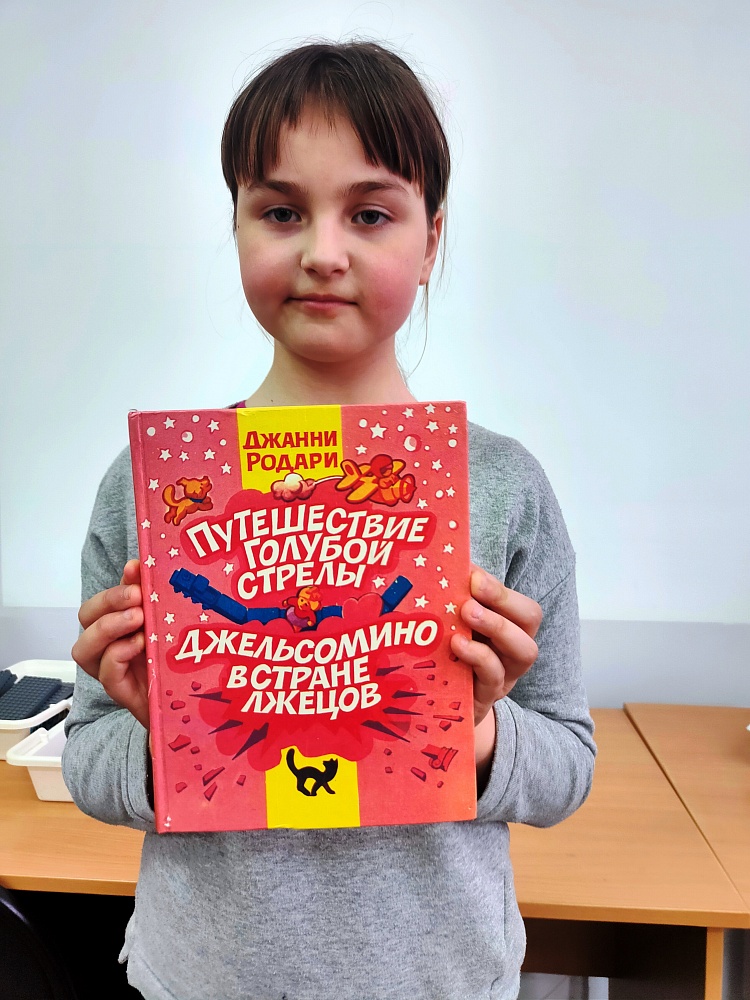 ДЖАННИ
РОДАРИ
ПУТЕШЕСТВИЕ
ГОЛУБОЙ
СТРЕЛЫ
ДЖЕЛЬСОМИНО
В СТРАНЕ
ЛЖЕЦОВ